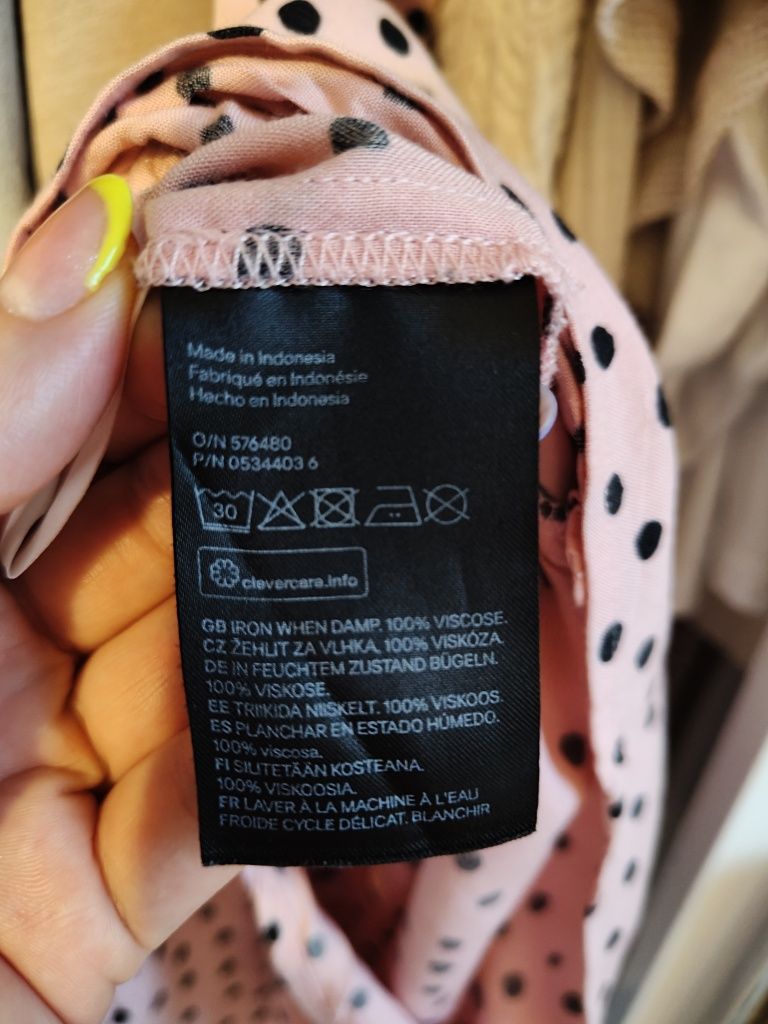 Made in Indonesia
Fabriqué en Indonésie
Hecho en Indonesia
O/N 576480
P/N 0534403 6
30
clevercare.info
GB IRON WHEN DAMP. 100% VISCOSE.
CZ ŽEHLIT ZA VLHKA. 100% VISKÓZA.
DE IN FEUCHTEM ZUSTAND BÜGELN.
100% VISKOSE.
EE TRIIKIDA NIISKELT. 100% VISKOOS.
ES PLANCHAR EN ESTADO HÚMEDO.
100% viscosa.
FI SILITETÄÄN KOSTEANA.
100% VISKOOSIA.
FR LAVER À LA MACHINE À L'EAU
FROIDE CYCLE DÉLICAT. BLANCHIR